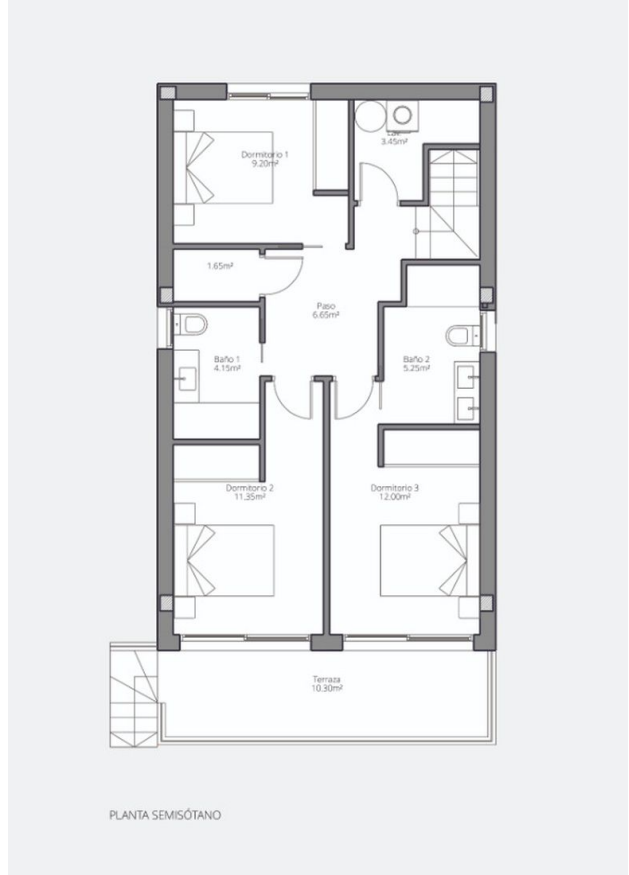 Dormitorio 1
9.20m²
3.45m²
1.65m²
Paso
6.65m²
Baño 1
4.15m²
Baño 2
5.25m²
Dormitorio 2
11.35m²
Dormitorio 3
12.00m²
Terraza
10.30m²
PLANTA SEMISÓTANO